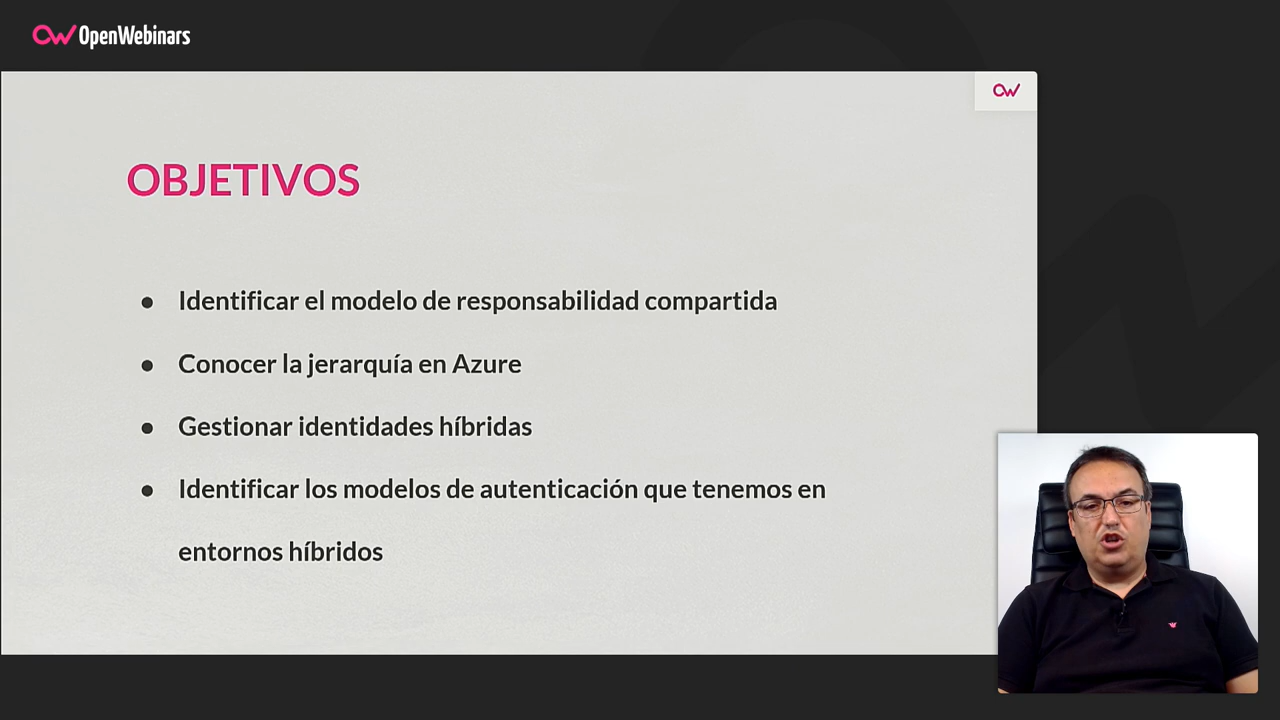 OpenWebinars
OBJETIVOS
● Identificar el modelo de responsabilidad compartida
● Conocer la jerarquía en Azure
● Gestionar identidades híbridas
● Identificar los modelos de autenticación que tenemos en
entornos híbridos